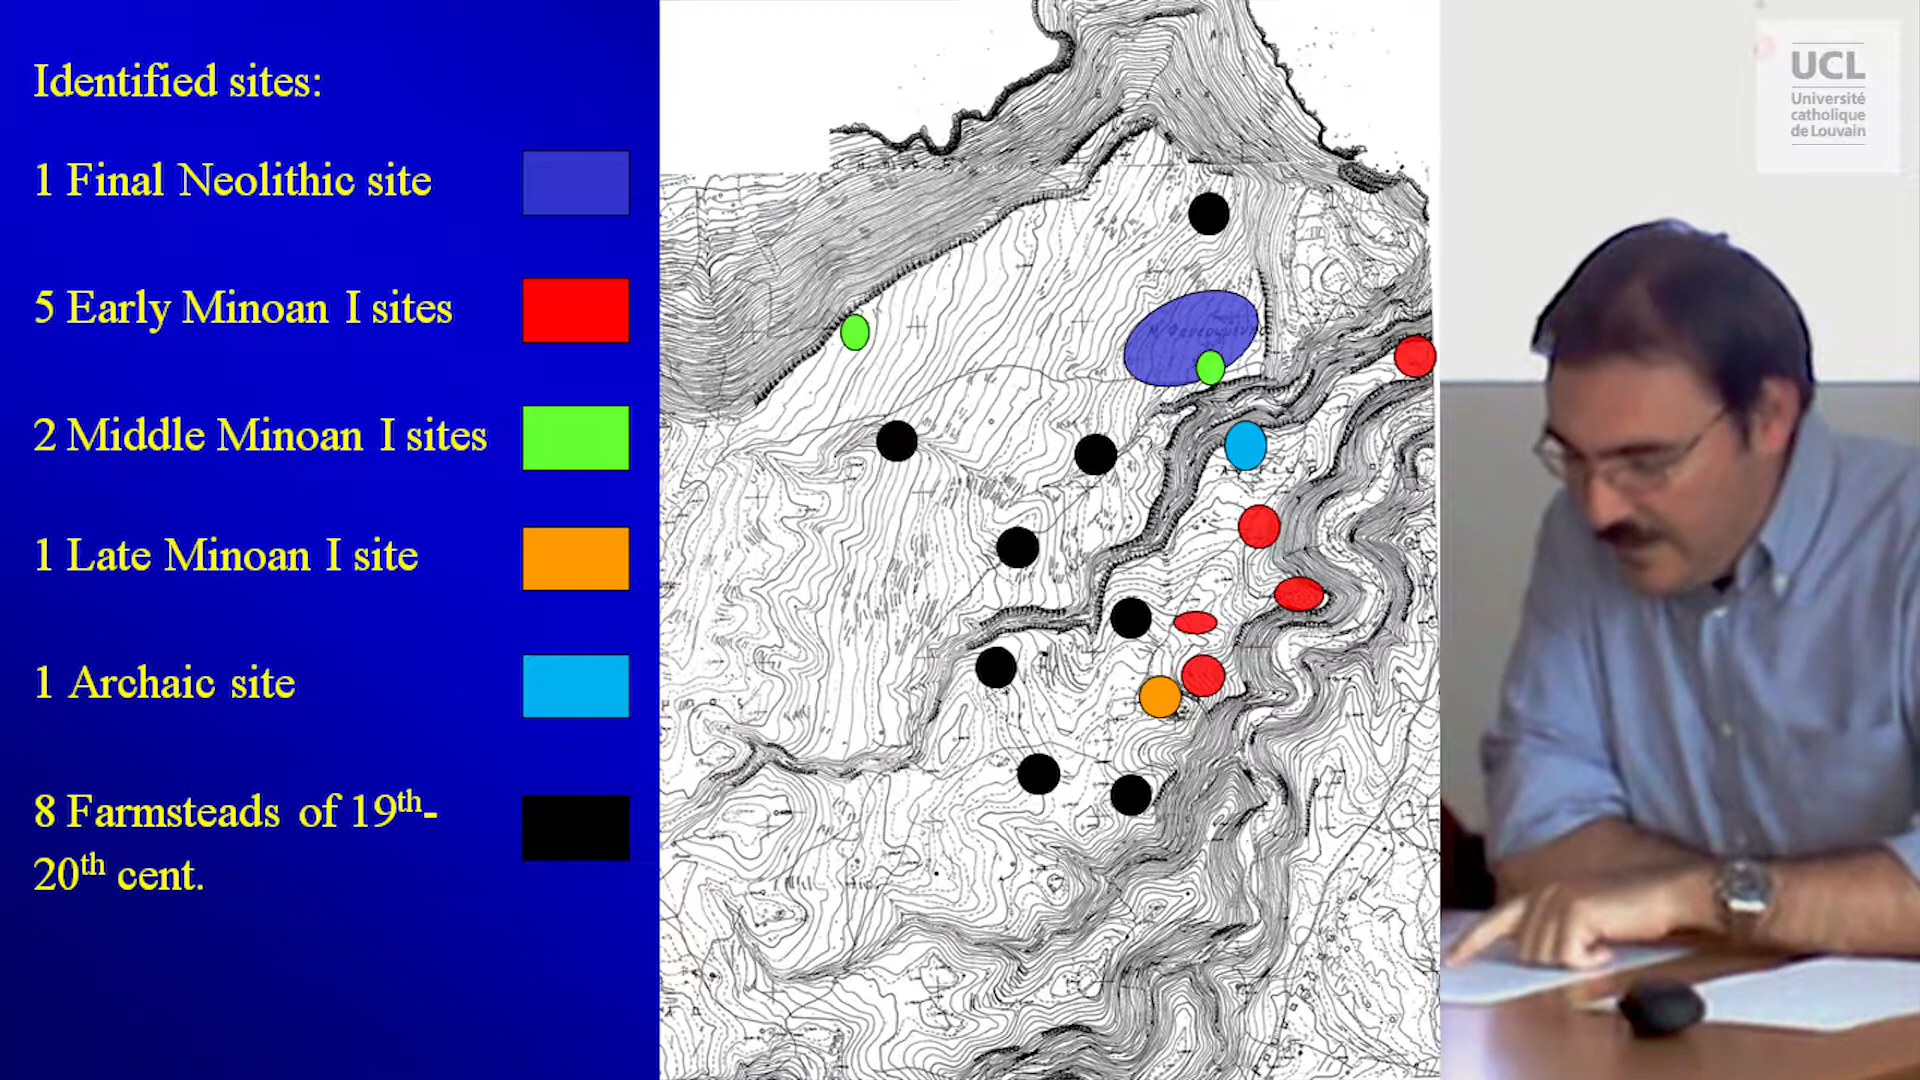 Identified sites:
1 Final Neolithic site
5 Early Minoan I sites
2 Middle Minoan I sites
1 Late Minoan I site
1 Archaic site
8 Farmsteads of 19th-
20th cent.
UCL
Université
catholique
de Louvain